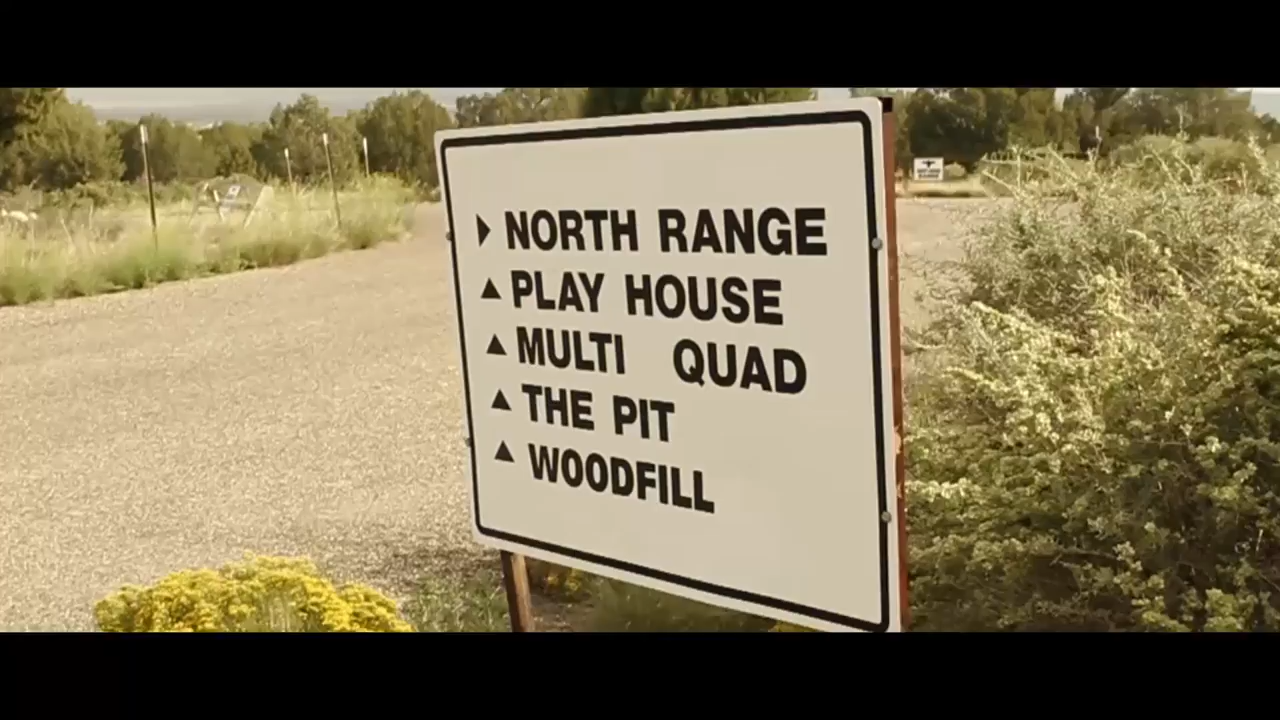 NORTH RANGE
PLAY HOUSE
MULTI QUAD
THE PIT
WOODFILL